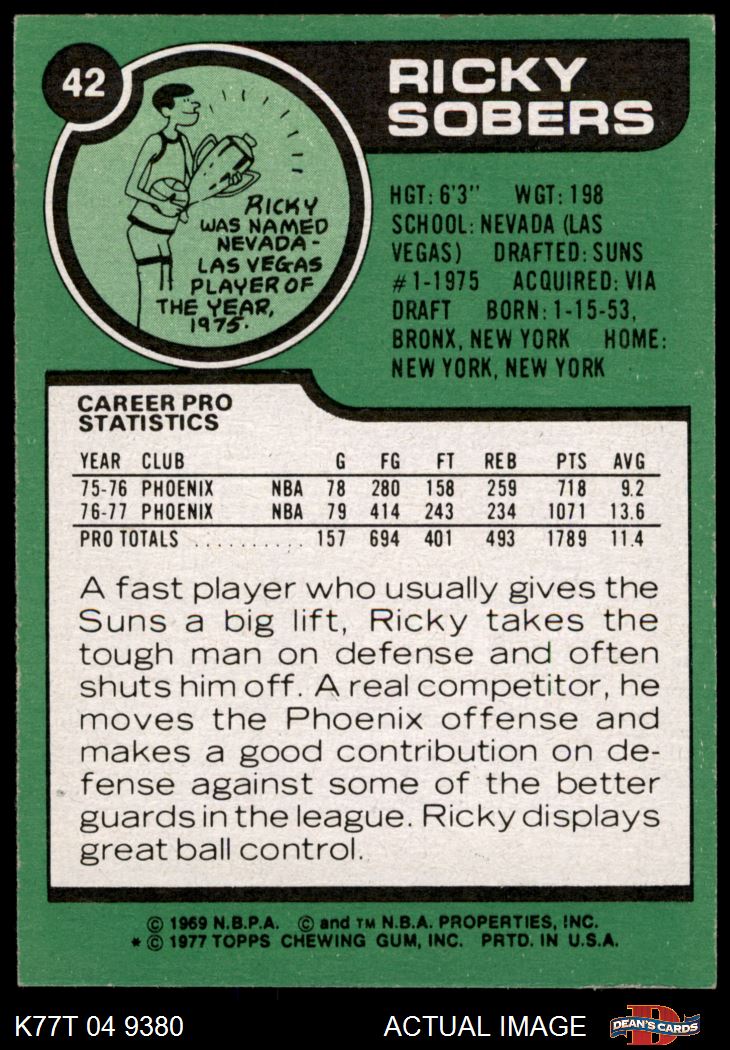 42
RICKY
SOBERS
RICKY
WAS NAMED
NEVADA-
LAS VEGAS
PLAYER OF
THE YEAR,
1975.
HGT: 6'3" WGT: 198
SCHOOL: NEVADA (LAS
VEGAS) DRAFTED: SUNS
#1-1975 ACQUIRED: VIA
DRAFT BORN: 1-15-53,
BRONX, NEW YORK HOME:
NEW YORK, NEW YORK
CAREER PRO
STATISTICS
YEAR CLUB G FG FT REB PTS AVG
75-76 PHOENIX NBA 78 280 158 259 718 9.2
76-77 PHOENIX NBA 79 414 243 234 1071 13.6
PRO TOTALS .......... 157 694 401 493 1789 11.4
A fast player who usually gives the
Suns a big lift, Ricky takes the
tough man on defense and often
shuts him off. A real competitor, he
moves the Phoenix offense and
makes a good contribution on de-
fense against some of the better
guards in the league. Ricky displays
great ball control.
© 1969 N.B.P.A. © and TM N.B.A. PROPERTIES, INC.
* © 1977 TOPPS CHEWING GUM, INC. PRTD. IN U.S.A.
K77T 04 9380 ACTUAL IMAGE
D
DEAN'S CARDS